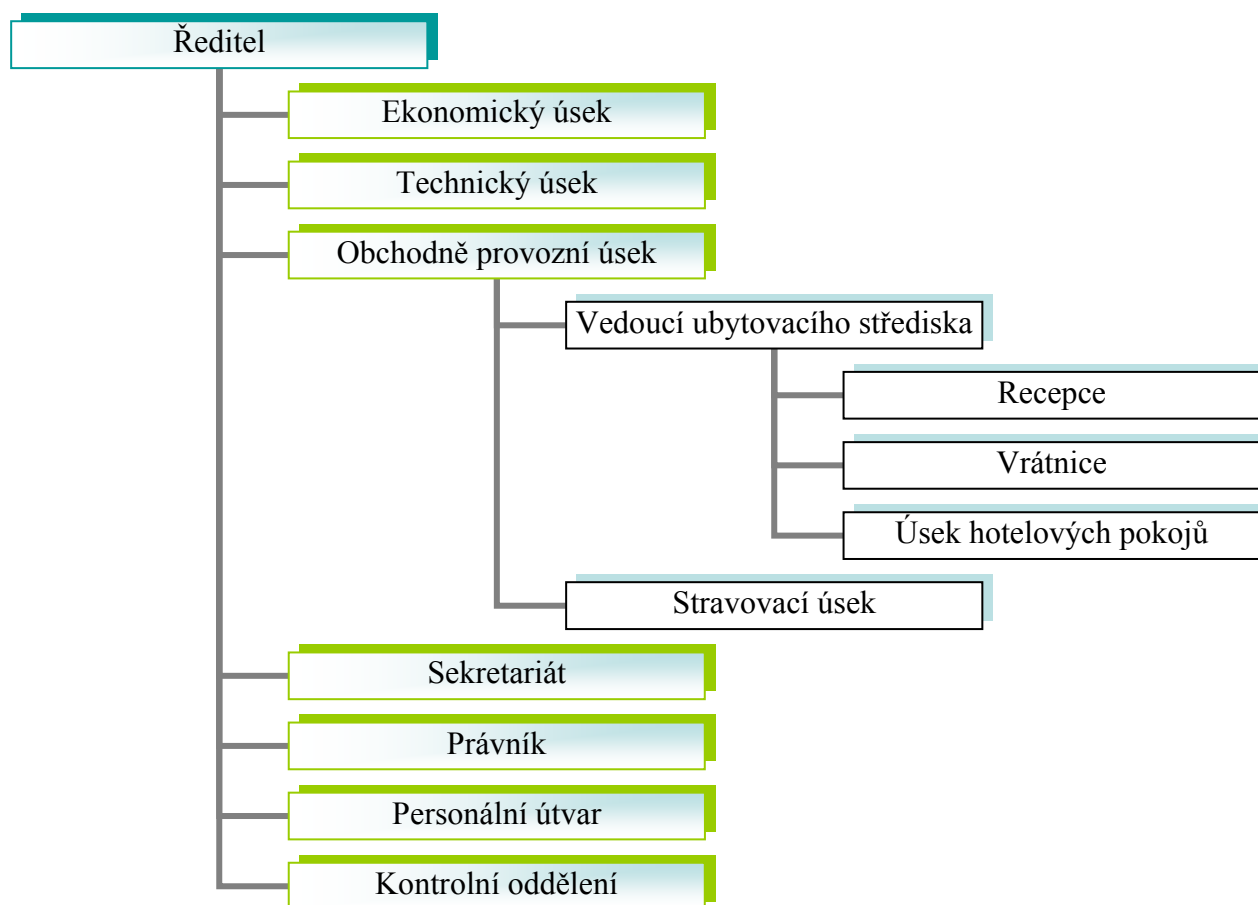 Ředitel
Ekonomický úsek
Technický úsek
Obchodně provozní úsek
Vedoucí ubytovacího střediska
Recepce
Vrátnice
Úsek hotelových pokojů
Stravovací úsek
Sekretariát
Právník
Personální útvar
Kontrolní oddělení